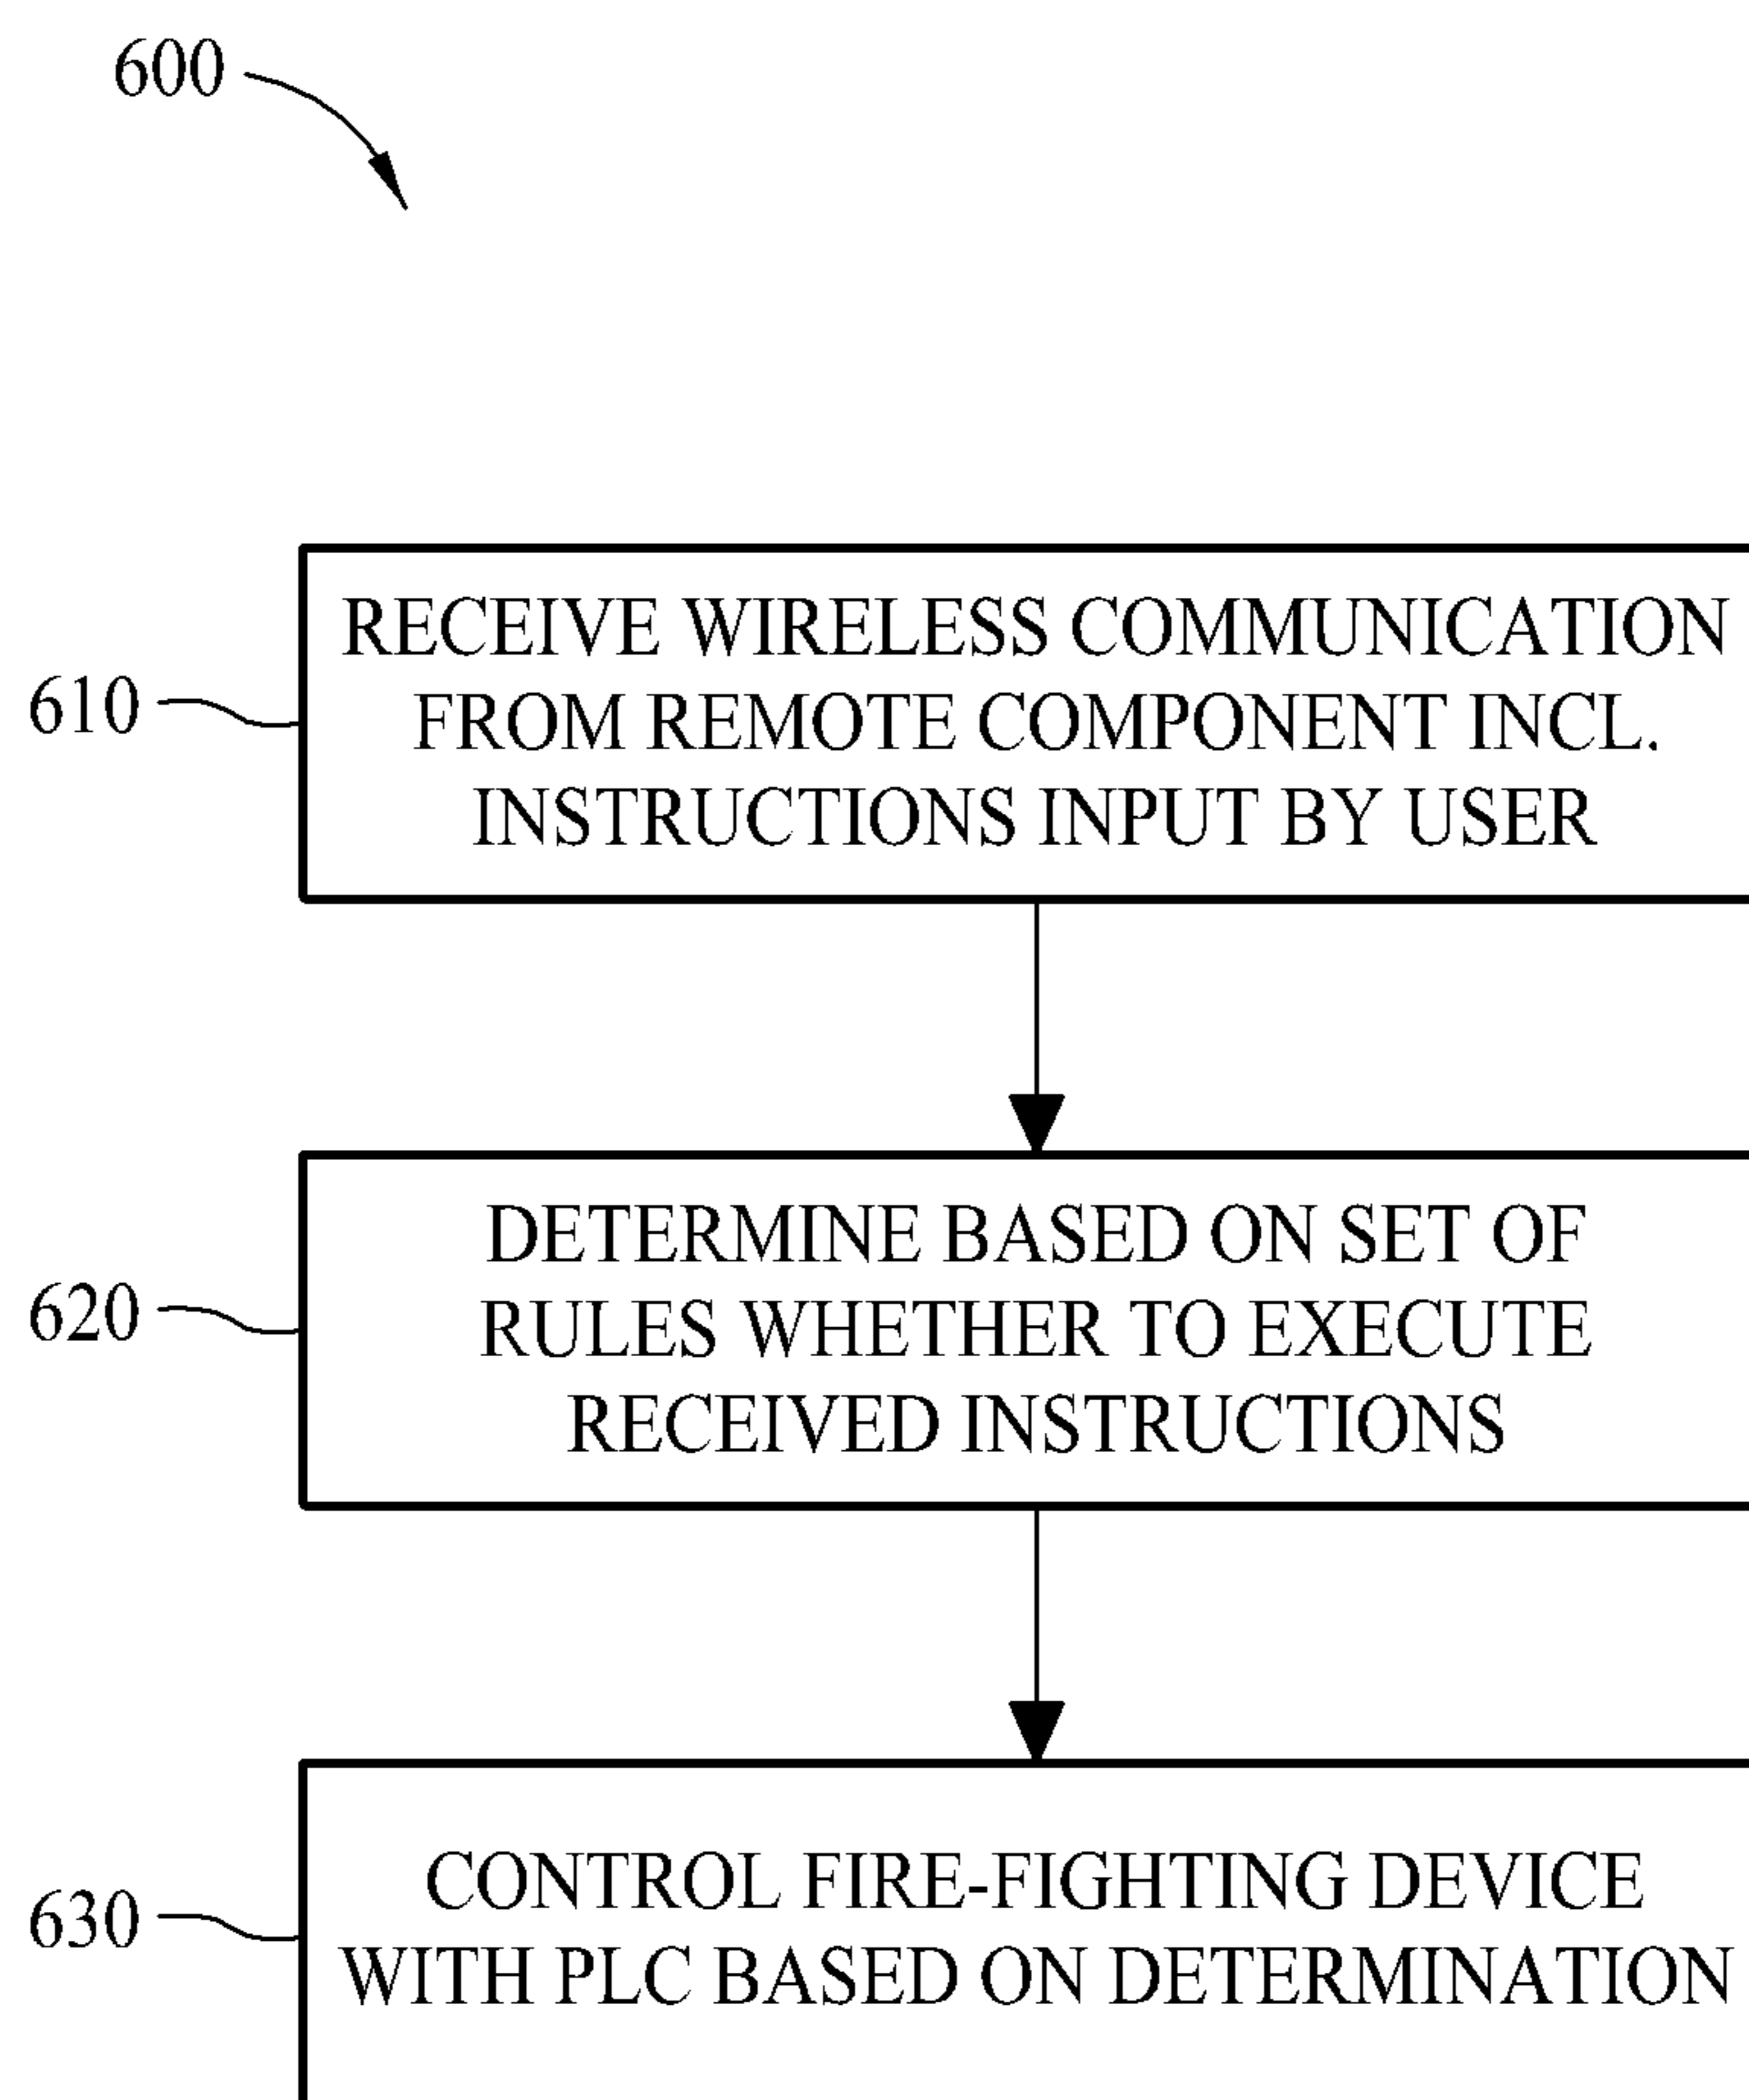 600
610
RECEIVE WIRELESS COMMUNICATION
FROM REMOTE COMPONENT INCL.
INSTRUCTIONS INPUT BY USER
620
DETERMINE BASED ON SET OF
RULES WHETHER TO EXECUTE
RECEIVED INSTRUCTIONS
630
CONTROL FIRE-FIGHTING DEVICE
WITH PLC BASED ON DETERMINATION